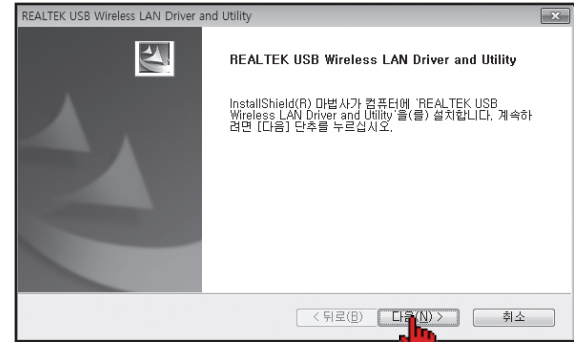 REALTEK USB Wireless LAN Driver and Utility
REALTEK USB Wireless LAN Driver and Utility
InstallShield(R) 마법사가 컴퓨터에 'REALTEK USB
Wireless LAN Driver and Utility'을(를) 설치합니다. 계속하
려면 [다음] 단추를 누르십시오.
< 뒤로(B) 다음(N) > 취소